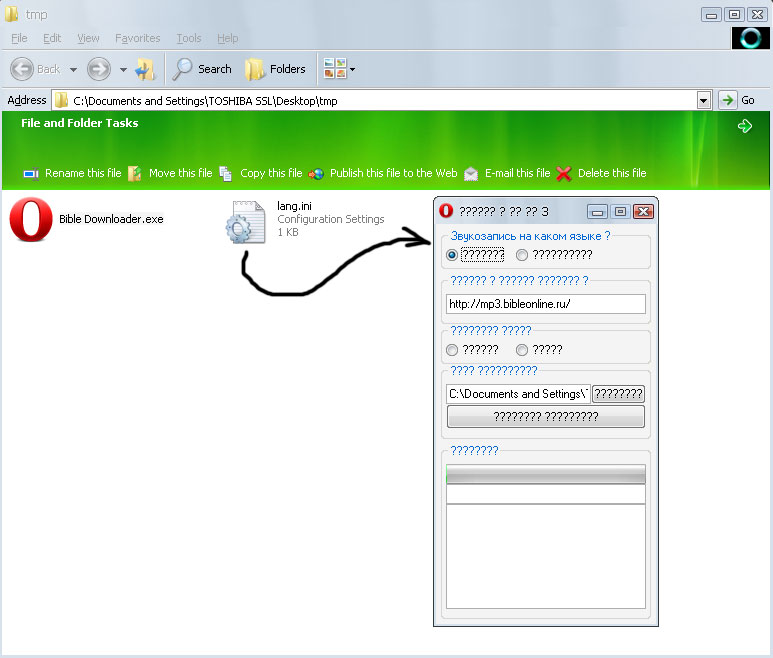 tmp
File Edit View Favorites Tools Help
Back Search Folders
Address C:\Documents and Settings\TOSHIBA SSL\Desktop\tmp Go
File and Folder Tasks
Rename this file Move this file Copy this file Publish this file to the Web E-mail this file Delete this file
Bible Downloader.exe
lang.ini
Configuration Settings
1 KB
?????? ? ?? ?? 3
Звукозапись на каком языке ?
??????? ??????????
?????? ? ?????? ??????? ?
http://mp3.bibleonline.ru/
???????? ?????
?????? ?????
???? ??????????
C:\Documents and Settings\ ????????
???????? ?????????
????????